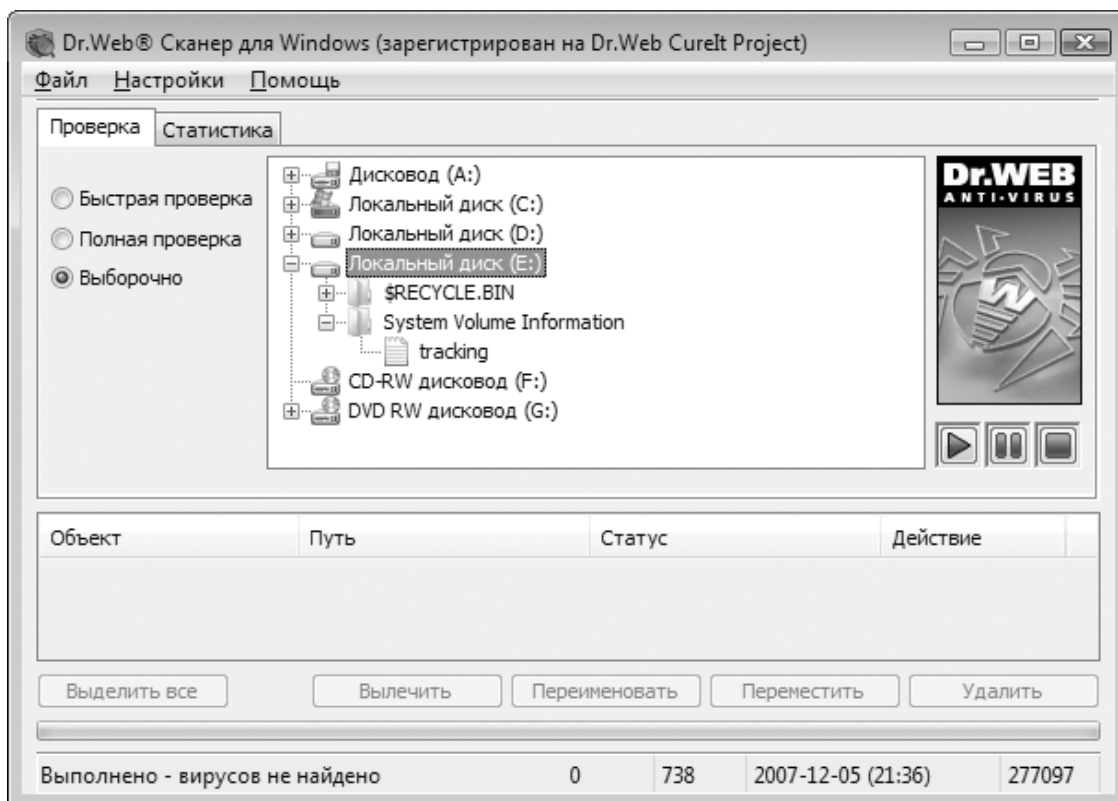 Dr.Web® Сканер для Windows (зарегистрирован на Dr.Web CureIt Project)
Файл Настройки Помощь
Проверка Статистика
Быстрая проверка
Полная проверка
Выборочно
Дисковод (A:)
Локальный диск (C:)
Локальный диск (D:)
Локальный диск (E:)
$RECYCLE.BIN
System Volume Information
tracking
CD-RW дисковод (F:)
DVD RW дисковод (G:)
Dr.WEB
ANTI-VIRUS
Объект Путь Статус Действие
Выделить все Вылечить Переименовать Переместить Удалить
Выполнено - вирусов не найдено 0 738 2007-12-05 (21:36) 277097